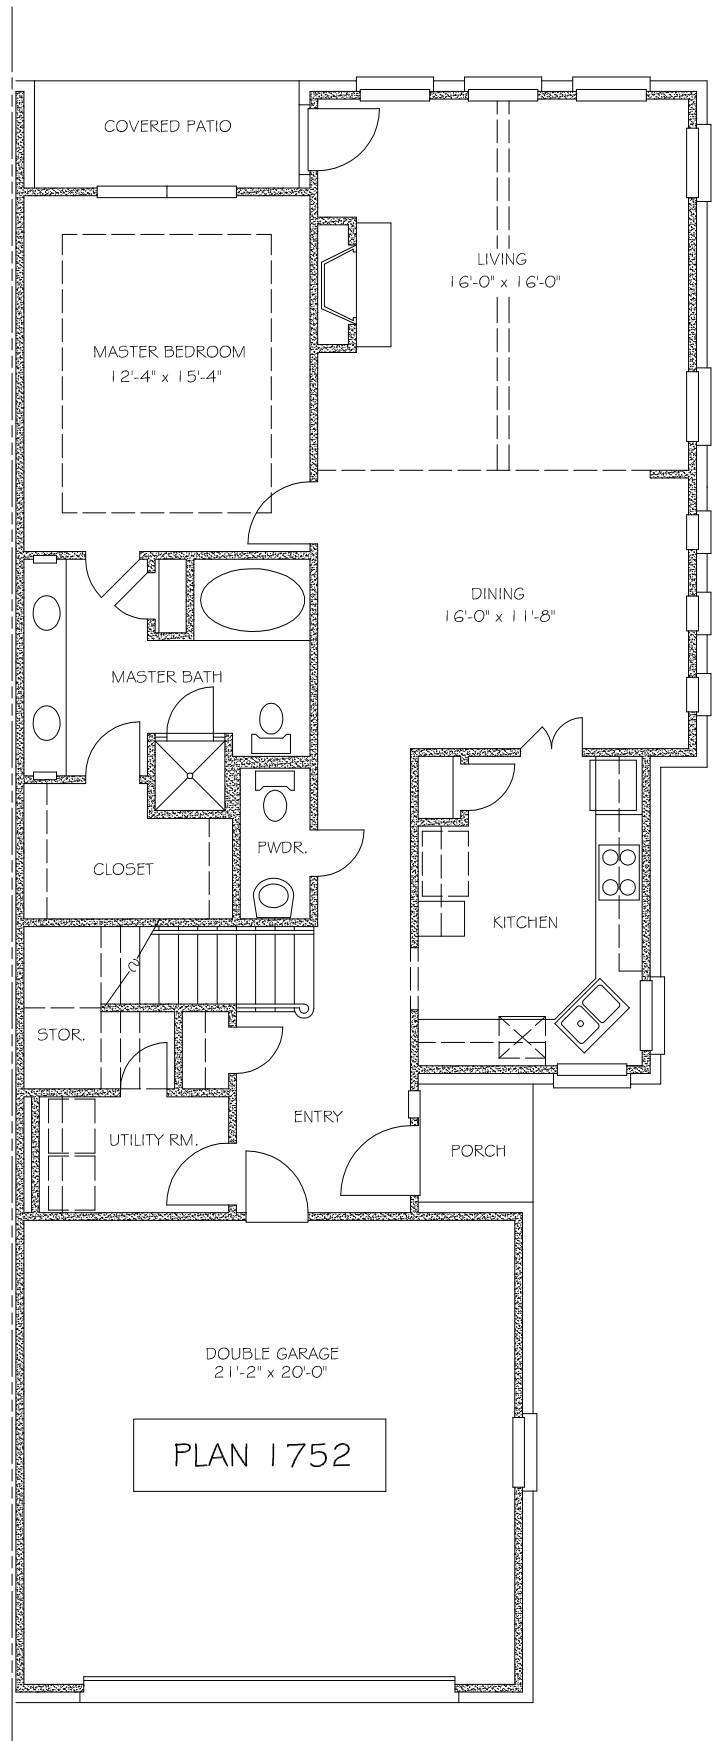 COVERED PATIO
LIVING
16'-0" x 16'-0"
MASTER BEDROOM
12'-4" x 15'-4"
DINING
16'-0" x 11'-8"
MASTER BATH
PWDR.
CLOSET
KITCHEN
STOR.
ENTRY
UTILITY RM.
PORCH
DOUBLE GARAGE
21'-2" x 20'-0"
PLAN 1752